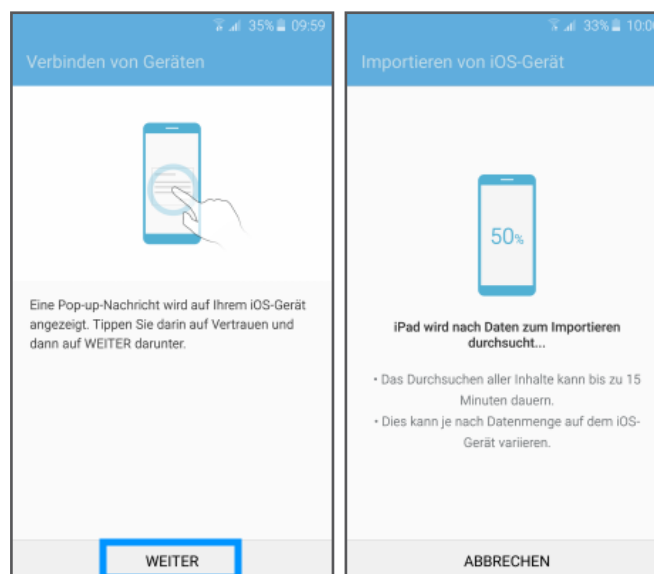 35% 09:59
Verbinden von Geräten
Eine Pop-up-Nachricht wird auf Ihrem iOS-Gerät
angezeigt. Tippen Sie darin auf Vertrauen und
dann auf WEITER darunter.
WEITER
33% 10:00
Importieren von iOS-Gerät
50%
iPad wird nach Daten zum Importieren
durchsucht...
• Das Durchsuchen aller Inhalte kann bis zu 15
Minuten dauern.
• Dies kann je nach Datenmenge auf dem iOS-
Gerät variieren.
ABBRECHEN